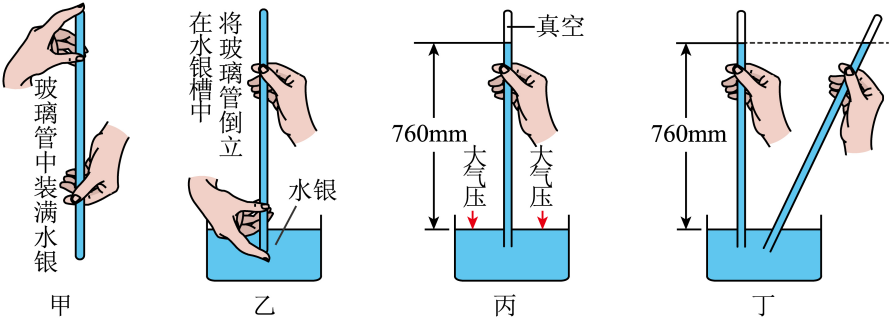 玻璃管中装满水银
将玻璃管倒立
在水银槽中
水银
真空
760mm
大气压
大气压
760mm
甲
乙
丙
丁